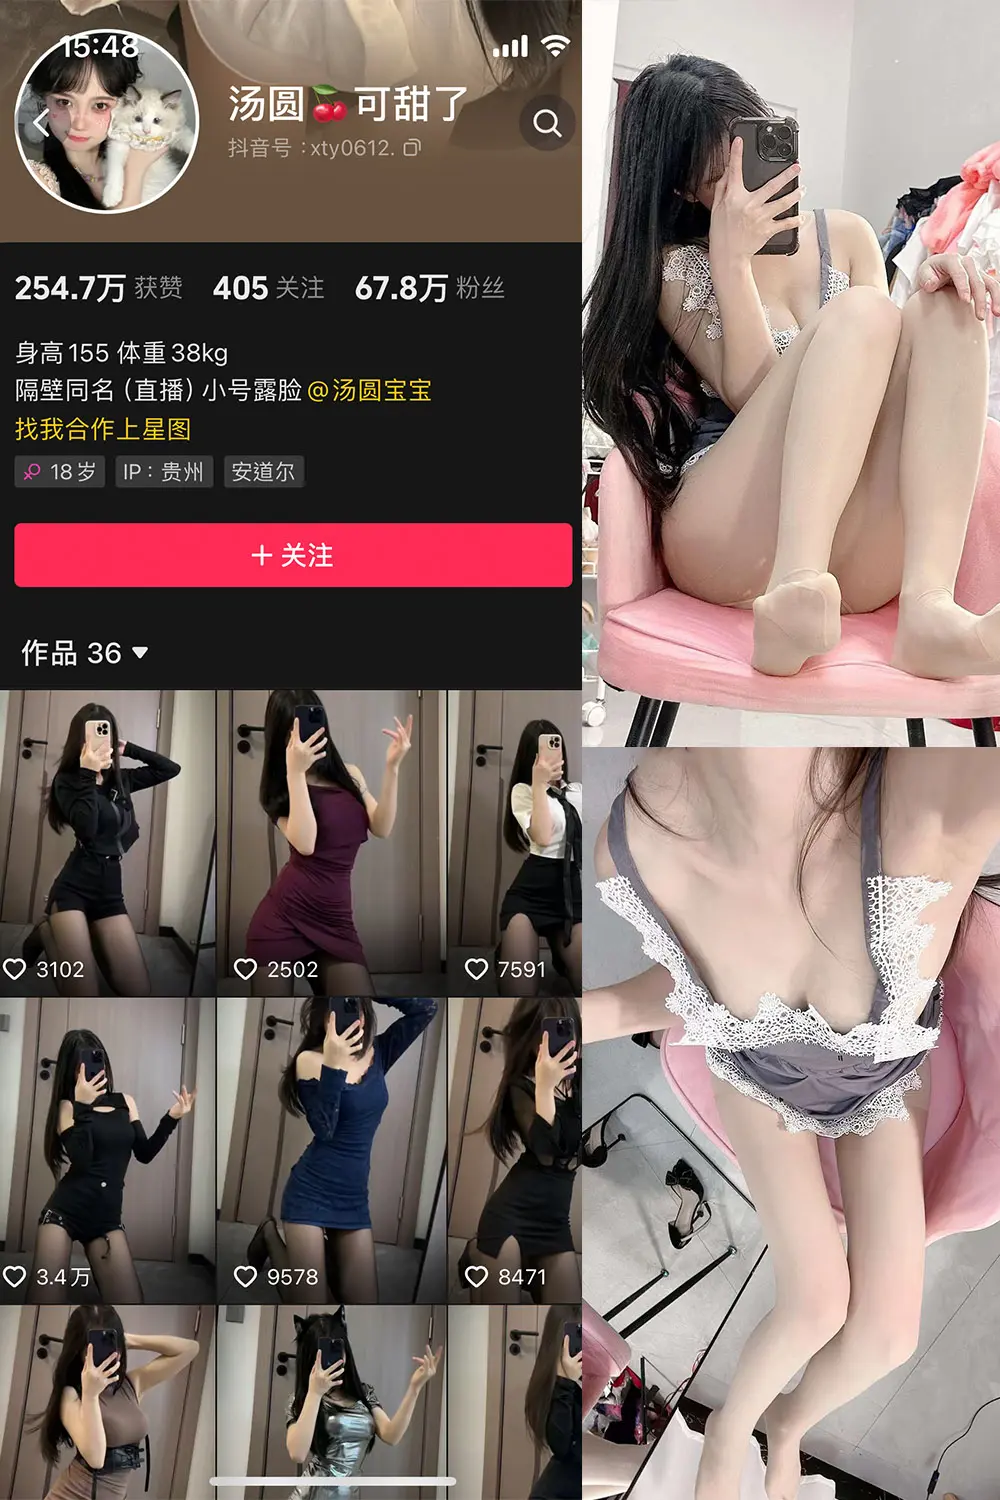 15:48
汤圆🍒可甜了
抖音号：xty0612.
254.7万 获赞 405 关注 67.8万 粉丝
身高155 体重38kg
隔壁同名（直播）小号露脸@汤圆宝宝
找我合作上星图
18岁 IP：贵州 安道尔
+ 关注
作品 36
3102 2502 7591
3.4万 9578 8471